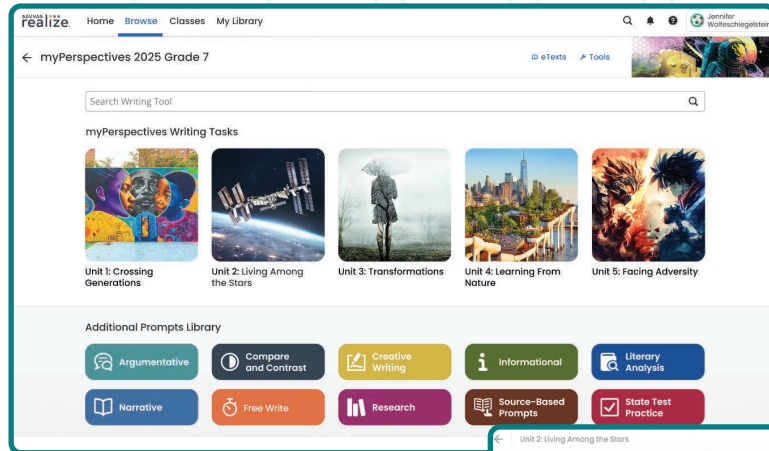 SAVVAS
realize.
Home Browse Classes My Library
Jennifer
Wolfeschlegelstein
myPerspectives 2025 Grade 7
eTexts Tools
Search Writing Tool
myPerspectives Writing Tasks
Unit 1: Crossing
Generations
Unit 2: Living Among
the Stars
Unit 3: Transformations
Unit 4: Learning From
Nature
Unit 5: Facing Adversity
Additional Prompts Library
Argumentative
Compare
and Contrast
Creative
Writing
Informational
Literary
Analysis
Narrative
Free Write
Research
Source-Based
Prompts
State Test
Practice
Unit 2: Living Among the Stars